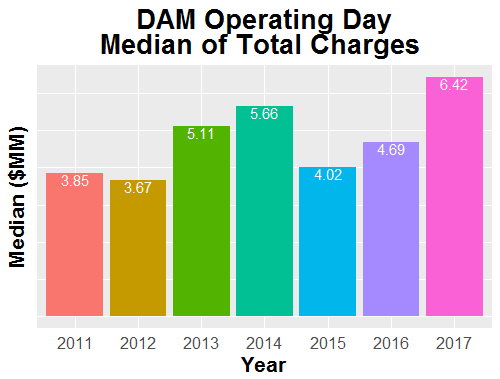 DAM Operating Day
Median of Total Charges
Median ($MM)
3.85
3.67
5.11
5.66
4.02
4.69
6.42
2011 2012 2013 2014 2015 2016 2017
Year